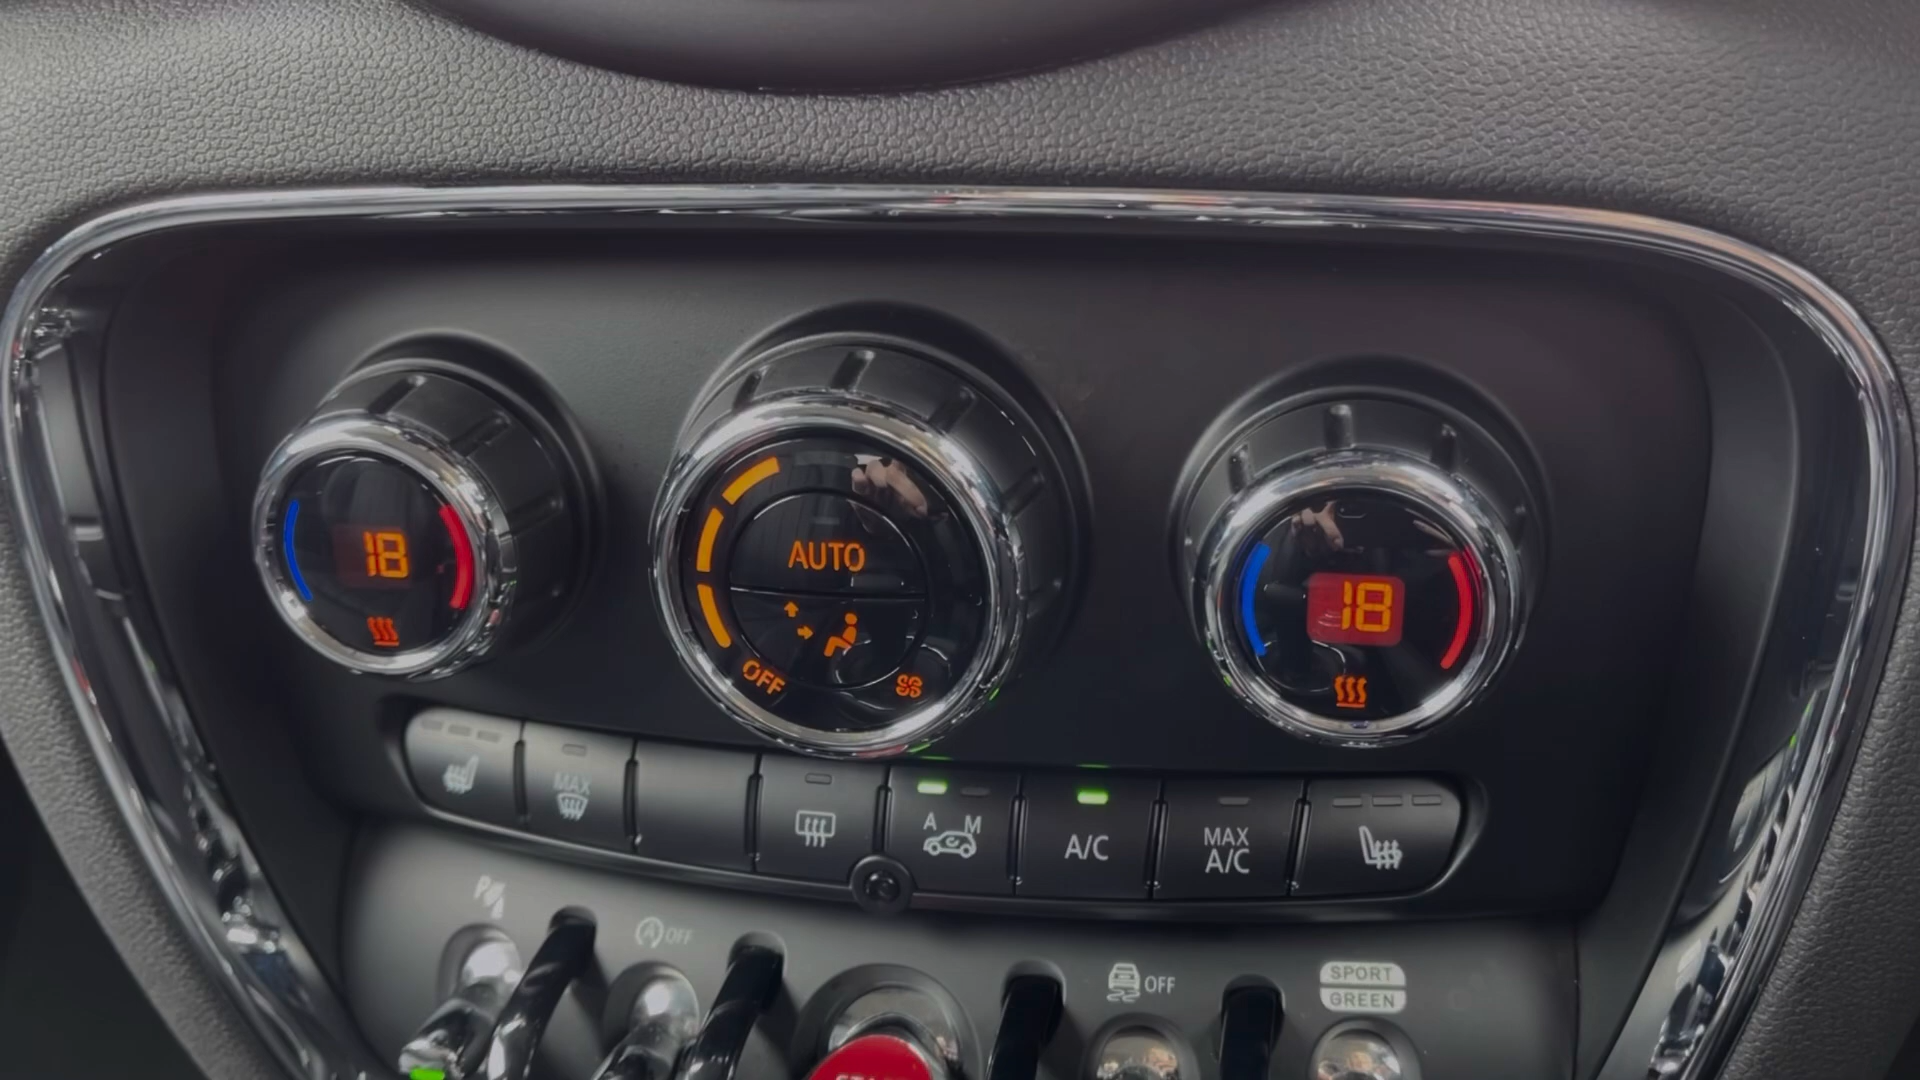 18
AUTO
OFF
18
MAX
A M
A/C
MAX
A/C
P
A OFF
OFF
SPORT
GREEN